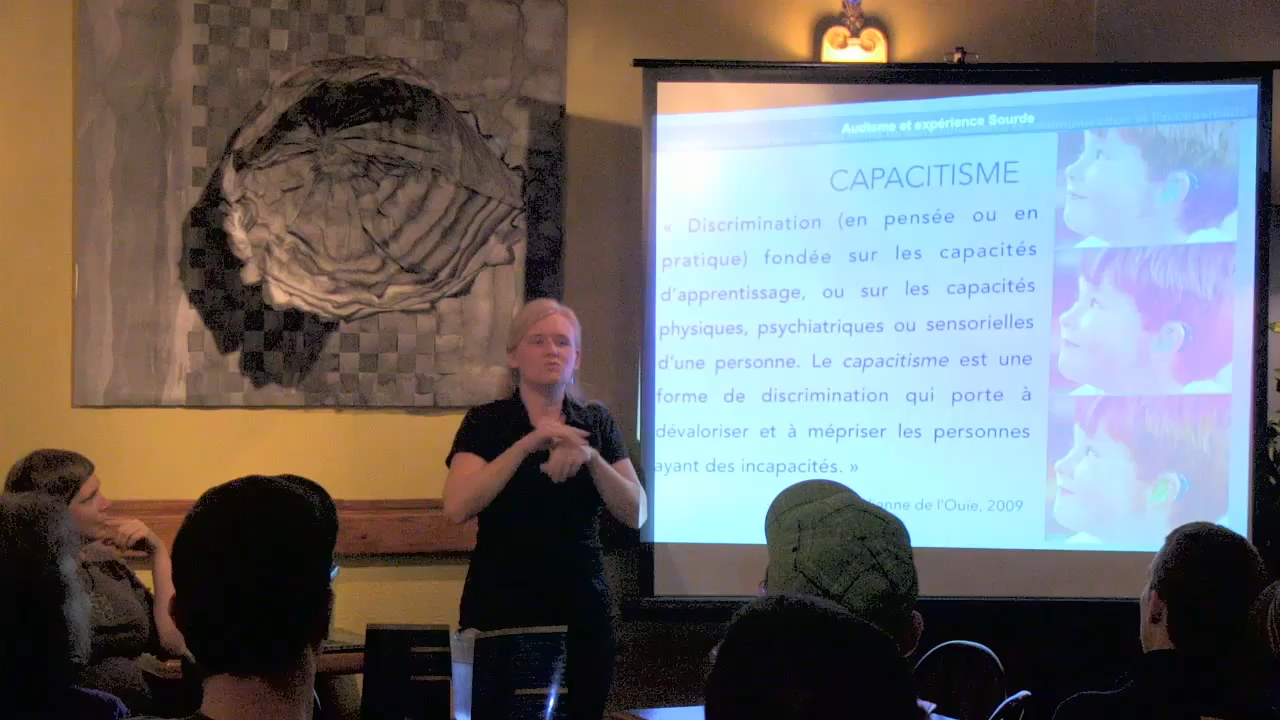 Audisme et expérience Sourde
CAPACITISME
« Discrimination (en pensée ou en
pratique) fondée sur les capacités
d'apprentissage, ou sur les capacités
physiques, psychiatriques ou sensorielles
d'une personne. Le capacitisme est une
forme de discrimination qui porte à
dévaloriser et à mépriser les personnes
ayant des incapacités. »
de l'Ouïe, 2009